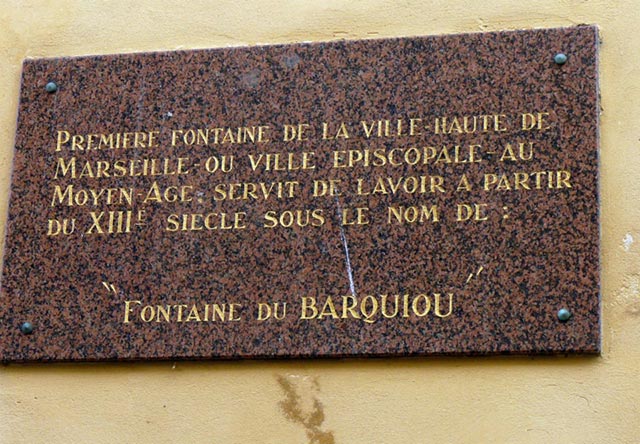 PREMIERE FONTAINE DE LA VILLE-HAUTE DE
MARSEILLE-OU VILLE EPISCOPALE-AU
MOYEN-AGE; SERVIT DE LAVOIR A PARTIR
DU XIIIE SIECLE SOUS LE NOM DE :
"FONTAINE DU BARQUIOU"